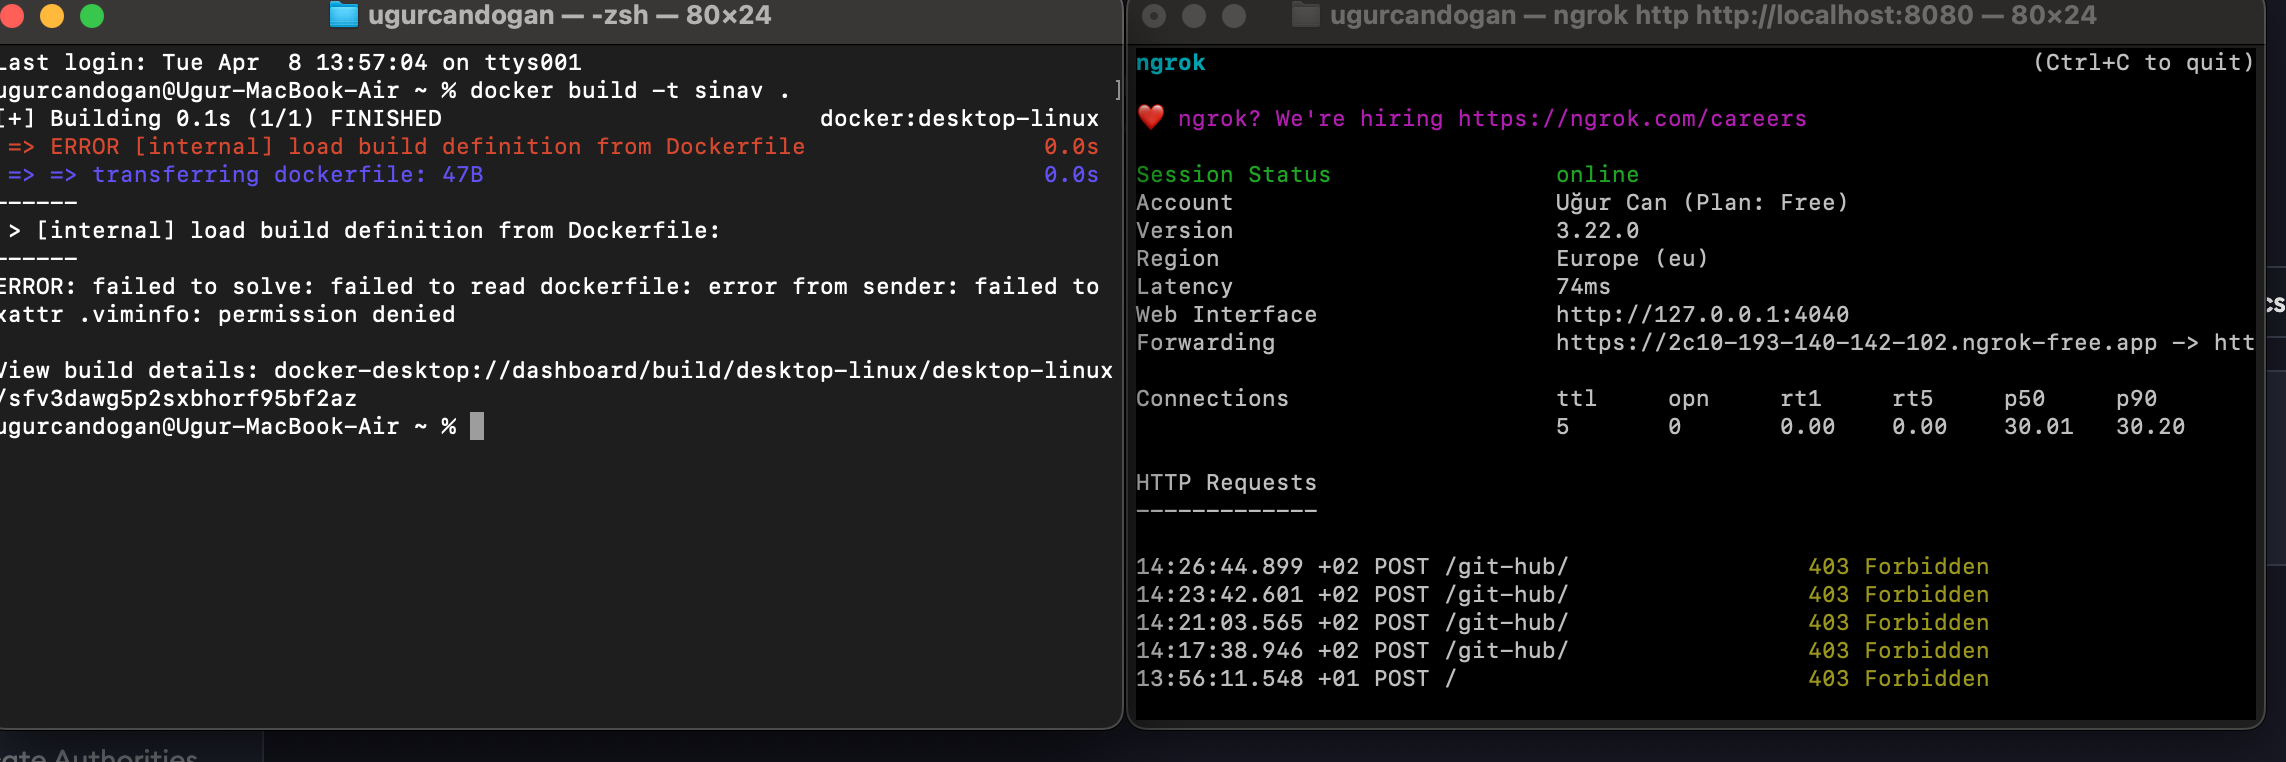 ugurcandogan — -zsh — 80×24
Last login: Tue Apr  8 13:57:04 on ttys001
ugurcandogan@Ugur-MacBook-Air ~ % docker build -t sinav .
[+] Building 0.1s (1/1) FINISHED docker:desktop-linux
=> ERROR [internal] load build definition from Dockerfile 0.0s
=> => transferring dockerfile: 47B 0.0s
------
> [internal] load build definition from Dockerfile:
------
ERROR: failed to solve: failed to read dockerfile: error from sender: failed to
xattr .viminfo: permission denied
View build details: docker-desktop://dashboard/build/desktop-linux/desktop-linux
/sfv3dawg5p2sxbhorf95bf2az
ugurcandogan@Ugur-MacBook-Air ~ %
ugurcandogan — ngrok http http://localhost:8080 — 80×24
ngrok (Ctrl+C to quit)
❤️ ngrok? We're hiring https://ngrok.com/careers
Session Status online
Account Uğur Can (Plan: Free)
Version 3.22.0
Region Europe (eu)
Latency 74ms
Web Interface http://127.0.0.1:4040
Forwarding https://2c10-193-140-142-102.ngrok-free.app -> htt
Connections ttl opn rt1 rt5 p50 p90
5 0 0.00 0.00 30.01 30.20
HTTP Requests
-------------
14:26:44.899 +02 POST /git-hub/ 403 Forbidden
14:23:42.601 +02 POST /git-hub/ 403 Forbidden
14:21:03.565 +02 POST /git-hub/ 403 Forbidden
14:17:38.946 +02 POST /git-hub/ 403 Forbidden
13:56:11.548 +01 POST / 403 Forbidden
Authorities